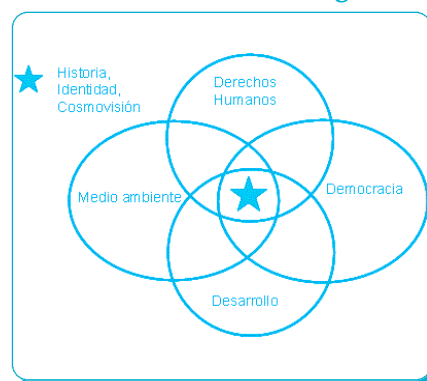 Historia,
Identidad,
Cosmovisión
Derechos
Humanos
Medio ambiente
Democracia
Desarrollo